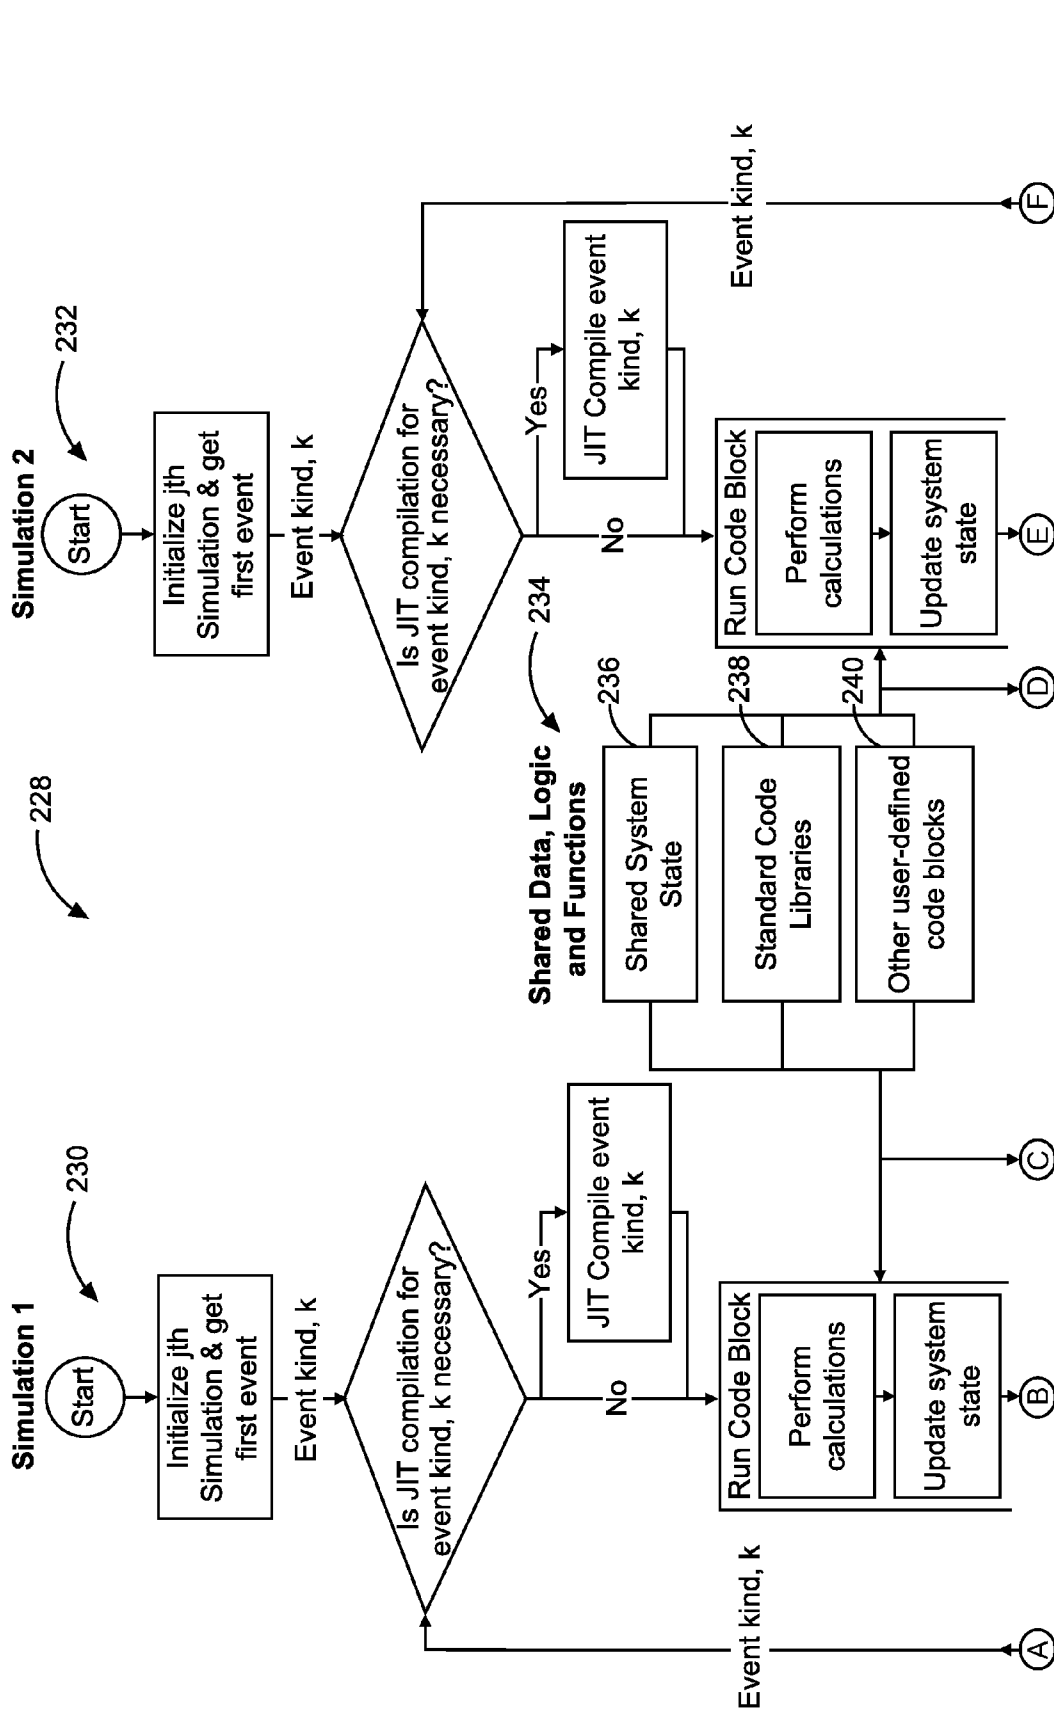 228
Simulation 1
230
Start
Initialize jth
Simulation & get
first event
Event kind, k
Is JIT compilation for
event kind, k necessary?
Yes
JIT Compile event
kind, k
No
Run Code Block
Perform
calculations
Update system
state
Event kind, k
A
B
C
Shared Data, Logic
and Functions
234
Shared System
State
236
Standard Code
Libraries
238
Other user-defined
code blocks
240
D
Simulation 2
232
Start
Initialize jth
Simulation & get
first event
Event kind, k
Is JIT compilation for
event kind, k necessary?
Yes
JIT Compile event
kind, k
No
Run Code Block
Perform
calculations
Update system
state
E
Event kind, k
F